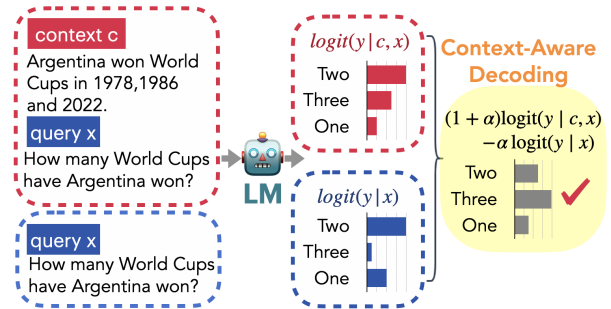 context c
Argentina won World
Cups in 1978,1986
and 2022.
query x
How many World Cups
have Argentina won?
query x
How many World Cups
have Argentina won?
LM
logit(y | c, x)
Two
Three
One
logit(y | x)
Two
Three
One
Context-Aware
Decoding
(1 + α)logit(y | c, x)
−α logit(y | x)
Two
Three
One